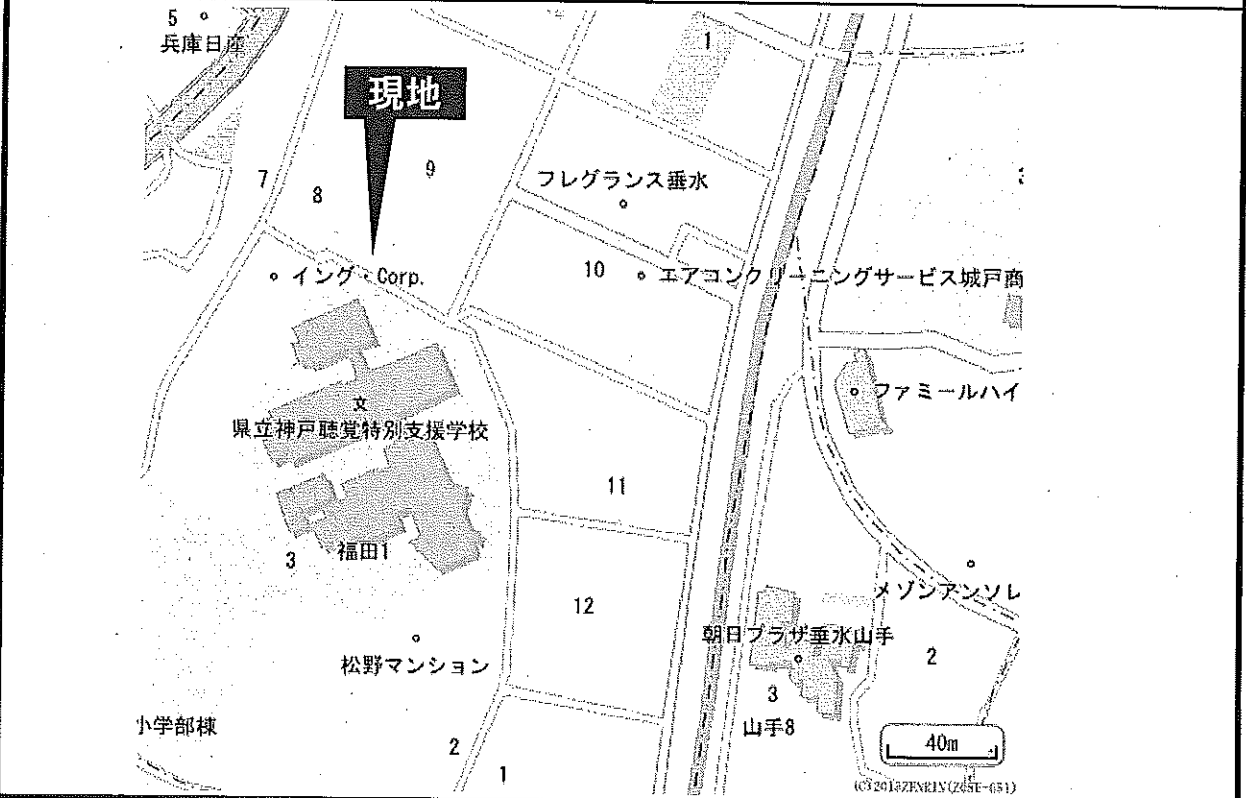 5
兵庫日産
現地
1
7
8
9
フレグランス垂水
イング・Corp.
10
エアコンクリーニングサービス城戸商
ファミールハイ
文
県立神戸聴覚特別支援学校
11
3
福田1
12
メゾンアンソレ
朝日プラザ垂水山手
松野マンション
2
3
山手8
小学部棟
2
1
40m
(C)2013ZENRIN(Z05E-651)